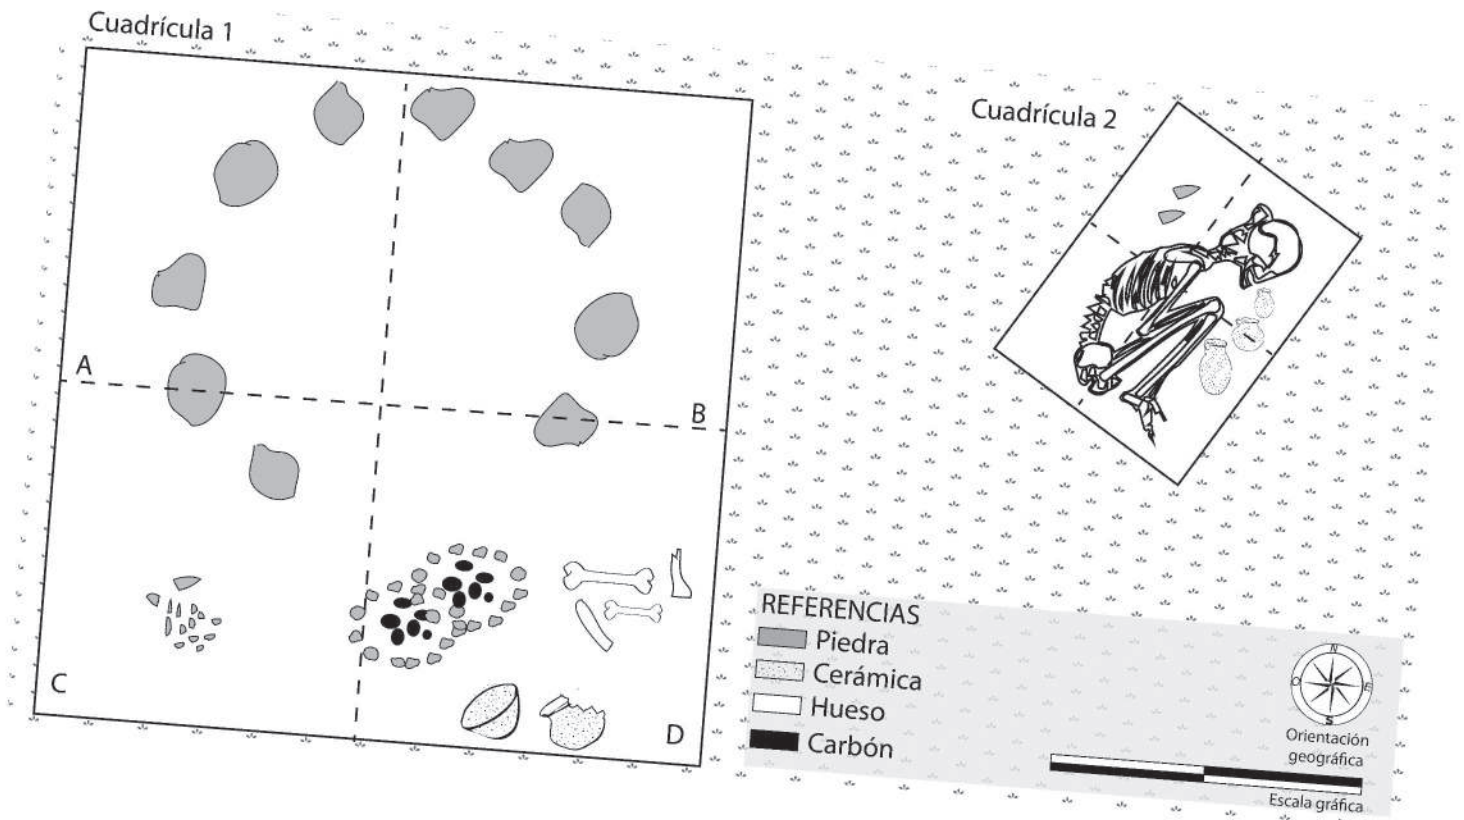 Cuadrícula 1
Cuadrícula 2
A
B
C
D
REFERENCIAS
Piedra
Cerámica
Hueso
Carbón
N
O
E
S
Orientación
geográfica
Escala gráfica